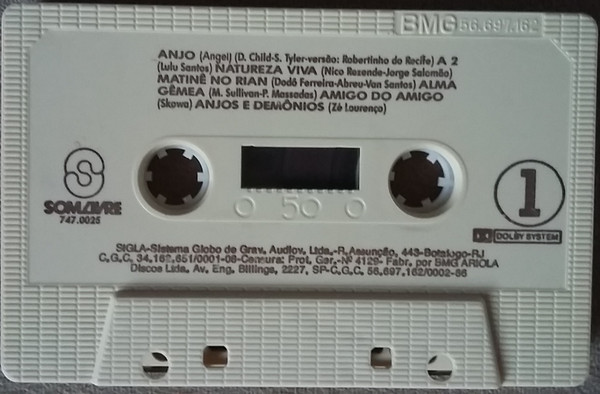 BMG 56.697.162
ANJO (Angel) (D. Child-S. Tyler-versão: Robertinho do Recife) A 2
(Lulu Santos) NATUREZA VIVA (Nico Rezende-Jorge Salomão)
MATINÊ NO RIAN (Dodô Ferreira-Abreu-Van Santos) ALMA
GÊMEA (M. Sullivan-P. Massadas) AMIGO DO AMIGO
(Skowa) ANJOS E DEMÔNIOS (Zé Lourenço)
1
SOM LIVRE
747.0025
50
DOLBY SYSTEM
SIGLA-Sistema Globo de Grav. Audiov. Ltda.-R. Assunção, 443-Botafogo-RJ
C.G.C. 34.162.651/0001-08-Censura: Prot. Gar.-Nº 4129- Fabr. por BMG ARIOLA
Discos Ltda. Av. Eng. Billings, 2227, SP-C.G.C. 56.697.162/0002-86